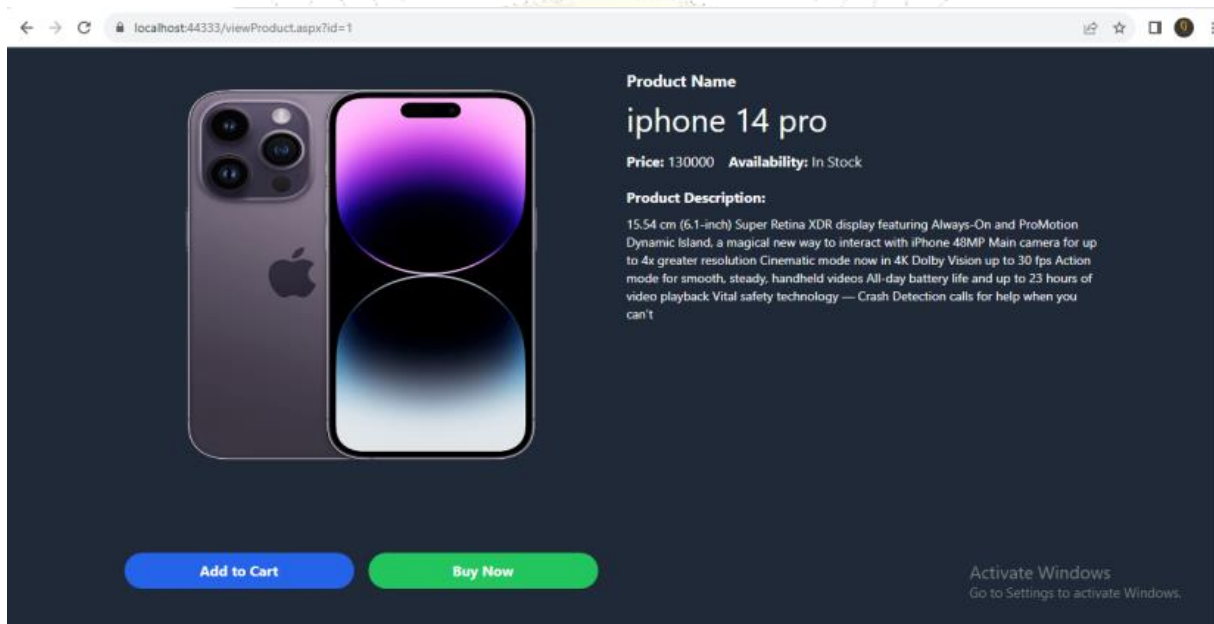 localhost:44333/viewProduct.aspx?id=1
Product Name
iphone 14 pro
Price: 130000 Availability: In Stock
Product Description:
15.54 cm (6.1-inch) Super Retina XDR display featuring Always-On and ProMotion
Dynamic Island, a magical new way to interact with iPhone 48MP Main camera for up
to 4x greater resolution Cinematic mode now in 4K Dolby Vision up to 30 fps Action
mode for smooth, steady, handheld videos All-day battery life and up to 23 hours of
video playback Vital safety technology — Crash Detection calls for help when you
can't
Add to Cart
Buy Now
Activate Windows
Go to Settings to activate Windows.